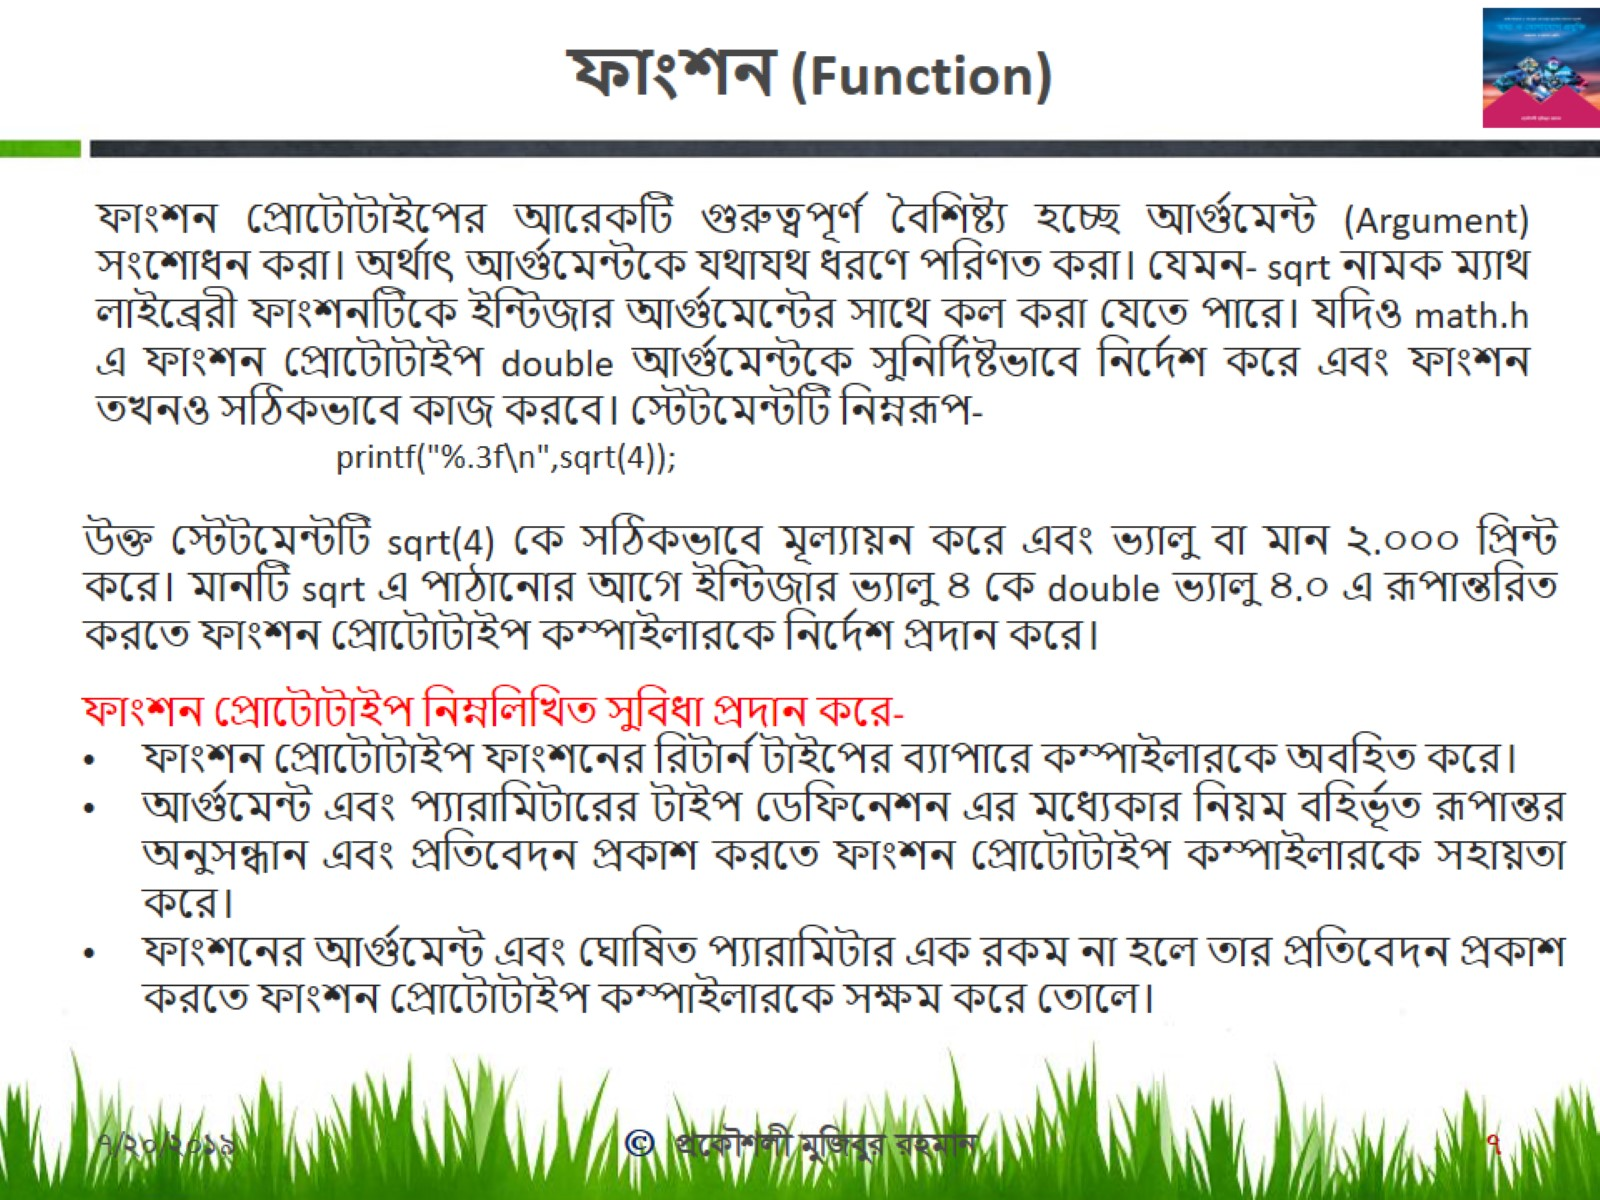 ফাংশন (Function)
ফাংশন প্রোটোটাইপের আরেকটি গুরুত্বপূর্ণ বৈশিষ্ট্য হচ্ছে আর্গুমেন্ট (Argument)
সংশোধন করা। অর্থাৎ আর্গুমেন্টকে যথাযথ ধরণে পরিণত করা। যেমন- sqrt নামক ম্যাথ
লাইব্রেরী ফাংশনটিকে ইন্টিজার আর্গুমেন্টের সাথে কল করা যেতে পারে। যদিও math.h
এ ফাংশন প্রোটোটাইপ double আর্গুমেন্টকে সুনির্দিষ্টভাবে নির্দেশ করে এবং ফাংশন
তখনও সঠিকভাবে কাজ করবে। স্টেটমেন্টটি নিম্নরূপ-
printf("%.3f\n",sqrt(4));
উক্ত স্টেটমেন্টটি sqrt(4) কে সঠিকভাবে মূল্যায়ন করে এবং ভ্যালু বা মান ২.০০০ প্রিন্ট
করে। মানটি sqrt এ পাঠানোর আগে ইন্টিজার ভ্যালু ৪ কে double ভ্যালু ৪.০ এ রূপান্তরিত
করতে ফাংশন প্রোটোটাইপ কম্পাইলারকে নির্দেশ প্রদান করে।
ফাংশন প্রোটোটাইপ নিম্নলিখিত সুবিধা প্রদান করে-
• ফাংশন প্রোটোটাইপ ফাংশনের রিটার্ন টাইপের ব্যাপারে কম্পাইলারকে অবহিত করে।
• আর্গুমেন্ট এবং প্যারামিটারের টাইপ ডেফিনেশন এর মধ্যেকার নিয়ম বহির্ভূত রূপান্তর
অনুসন্ধান এবং প্রতিবেদন প্রকাশ করতে ফাংশন প্রোটোটাইপ কম্পাইলারকে সহায়তা
করে।
• ফাংশনের আর্গুমেন্ট এবং ঘোষিত প্যারামিটার এক রকম না হলে তার প্রতিবেদন প্রকাশ
করতে ফাংশন প্রোটোটাইপ কম্পাইলারকে সক্ষম করে তোলে।
৭/২০/২০১৯
© প্রকৌশলী মুজিবুর রহমান
৭